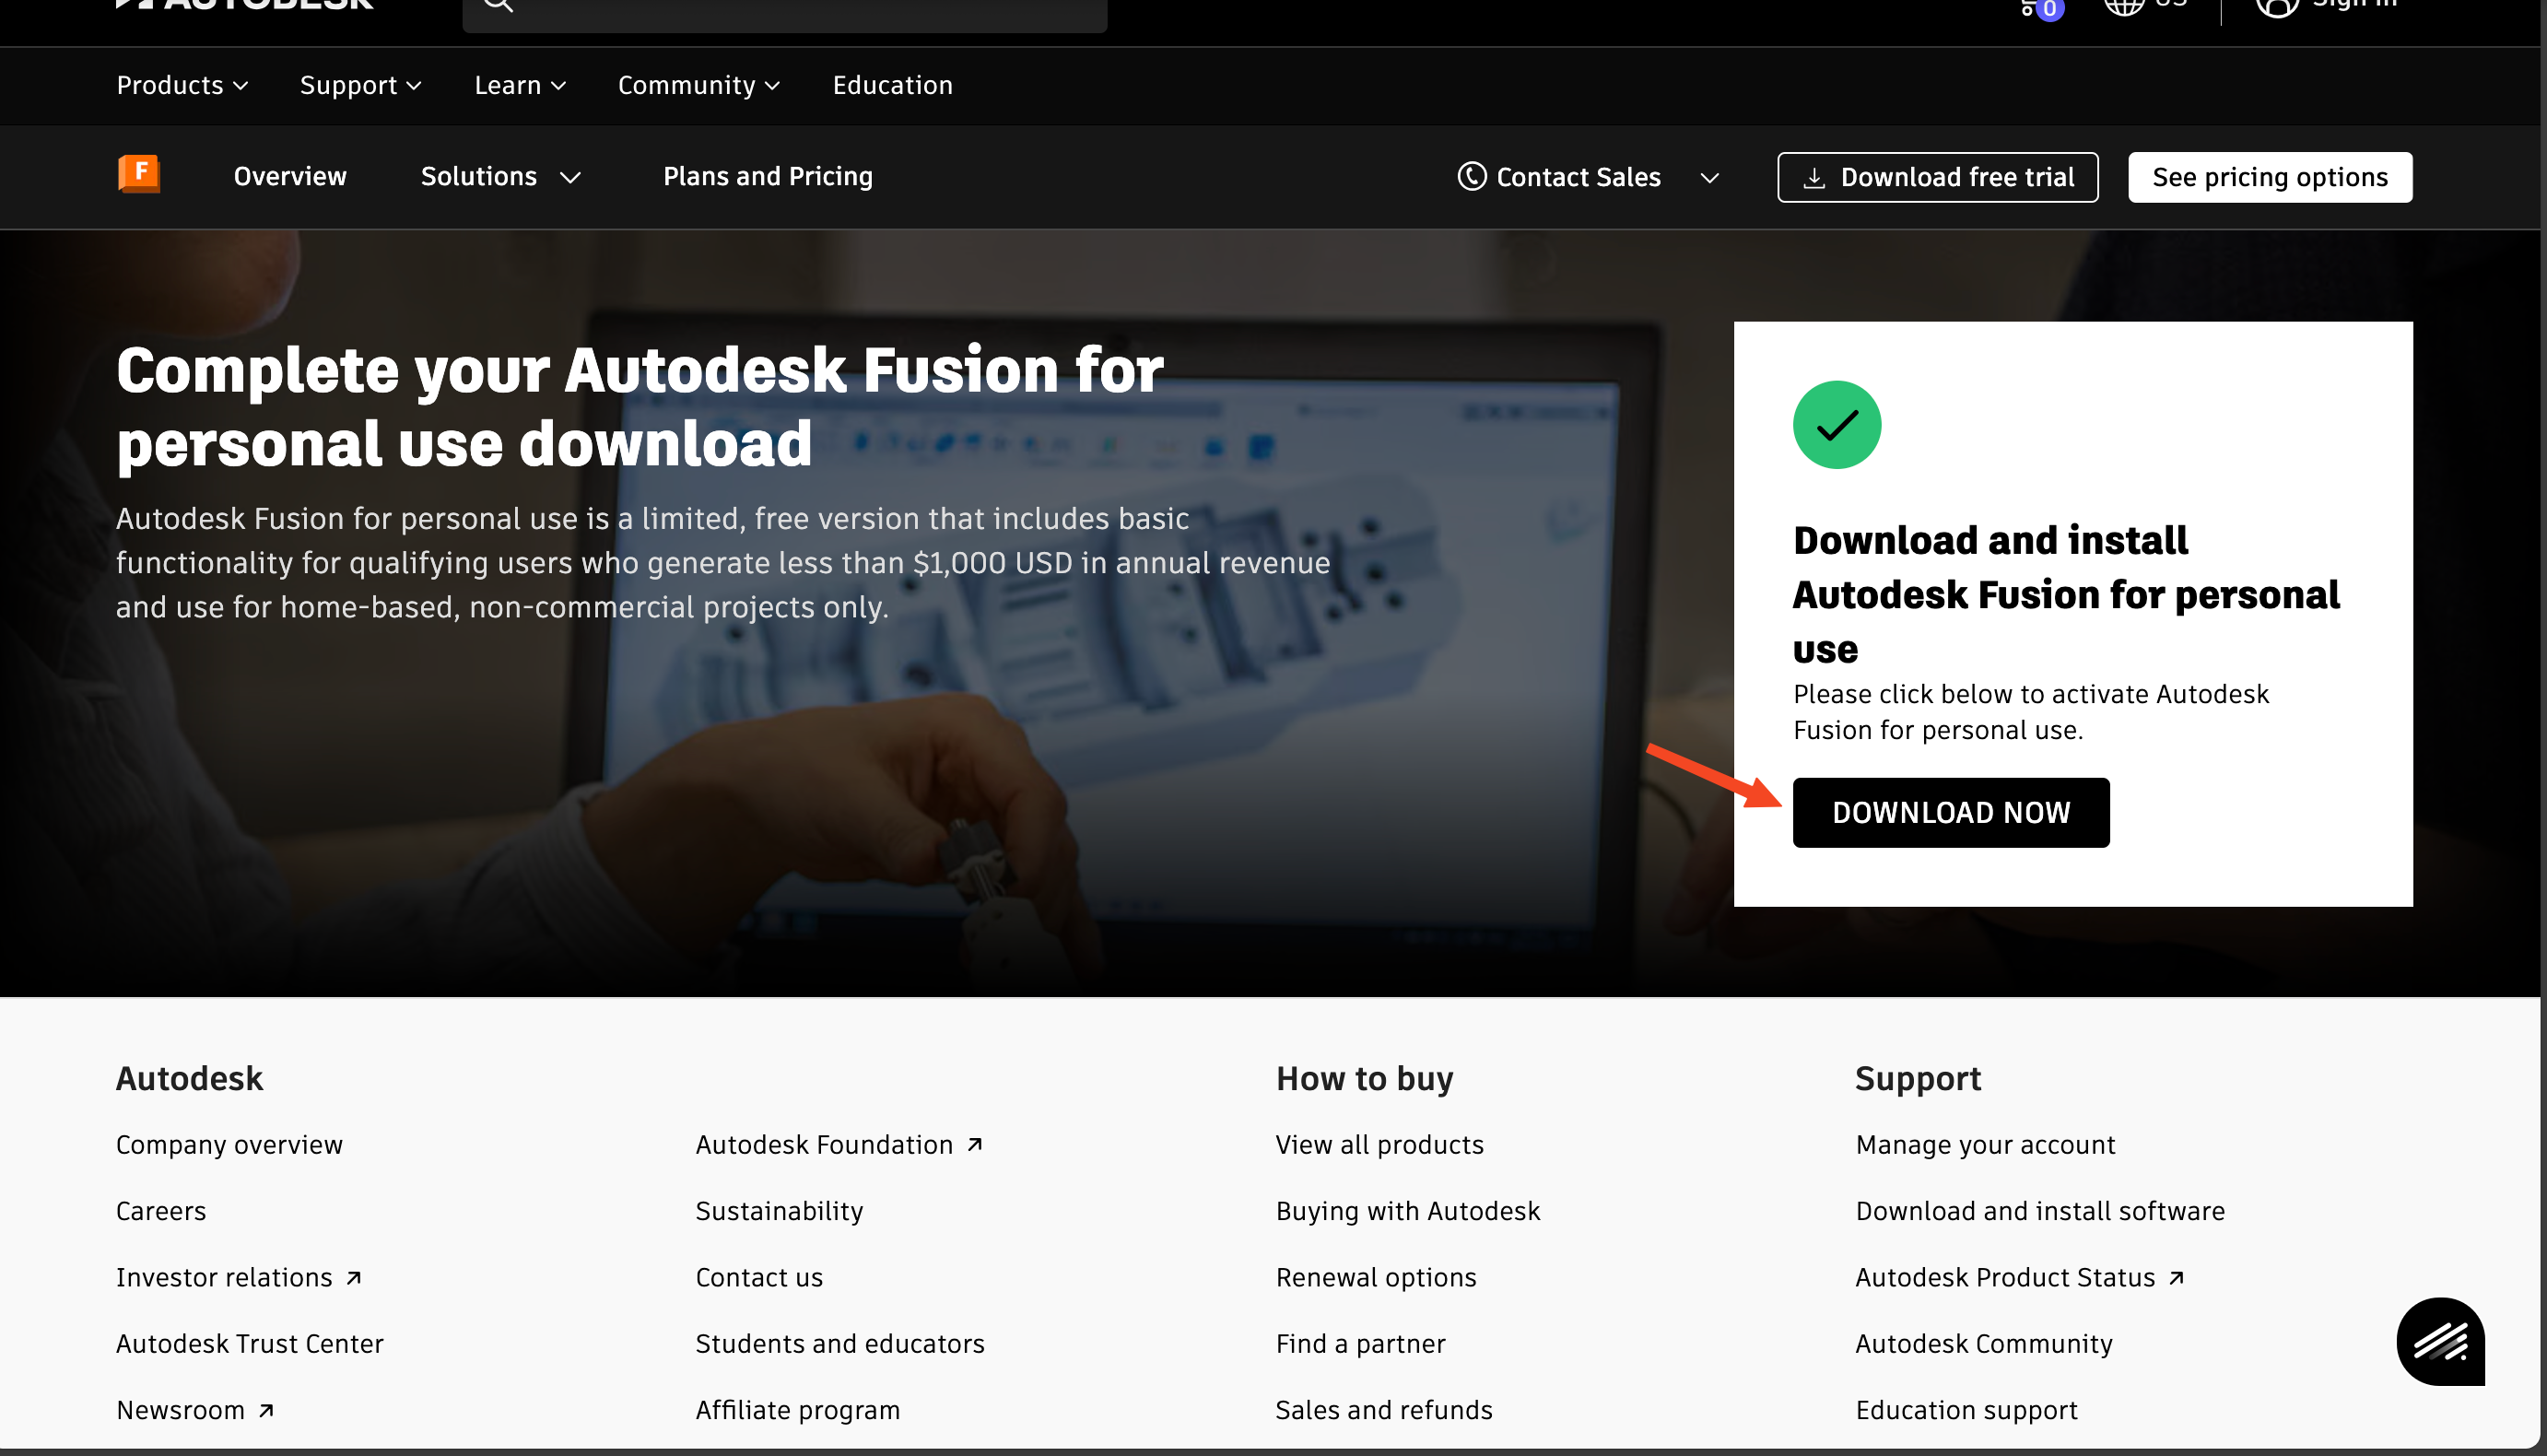 AUTODESK
0
US
Sign in
Products
Support
Learn
Community
Education
F
Overview
Solutions
Plans and Pricing
Contact Sales
Download free trial
See pricing options
Complete your Autodesk Fusion for
personal use download
Autodesk Fusion for personal use is a limited, free version that includes basic
functionality for qualifying users who generate less than $1,000 USD in annual revenue
and use for home-based, non-commercial projects only.
Download and install
Autodesk Fusion for personal
use
Please click below to activate Autodesk
Fusion for personal use.
DOWNLOAD NOW
Autodesk
Company overview
Careers
Investor relations
Autodesk Trust Center
Newsroom
Autodesk Foundation
Sustainability
Contact us
Students and educators
Affiliate program
How to buy
View all products
Buying with Autodesk
Renewal options
Find a partner
Sales and refunds
Support
Manage your account
Download and install software
Autodesk Product Status
Autodesk Community
Education support